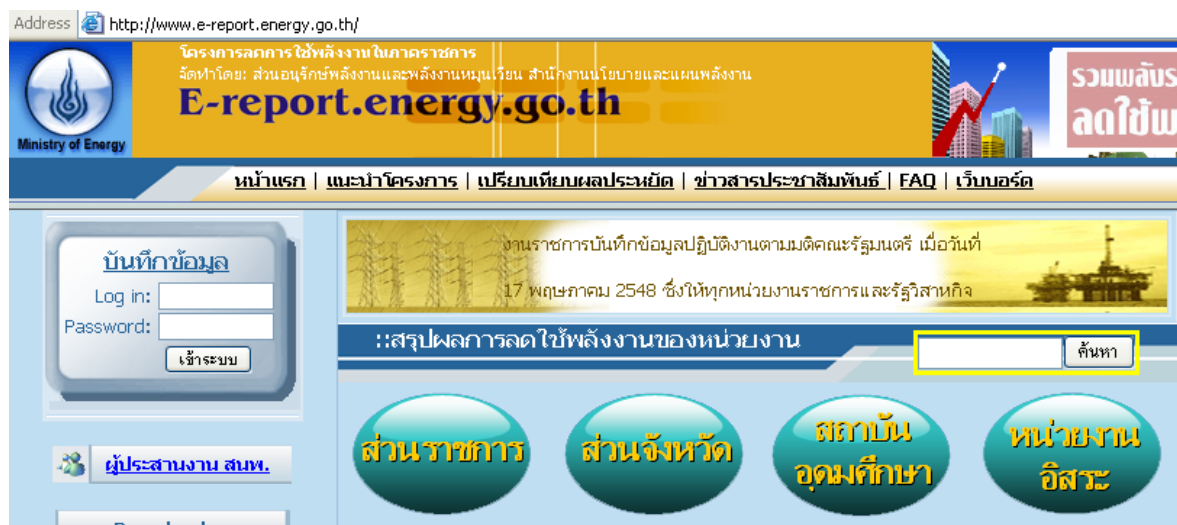 Address http://www.e-report.energy.go.th/
โครงการลดการใช้พลังงานในภาคราชการ
จัดทำโดย: ส่วนอนุรักษ์พลังงานและพลังงานหมุนเวียน สำนักงานนโยบายและแผนพลังงาน
E-report.energy.go.th
Ministry of Energy
รวมพลัง
ลดใช้
หน้าแรก | แนะนำโครงการ | เปรียบเทียบผลประหยัด | ข่าวสารประชาสัมพันธ์ | FAQ | เว็บบอร์ด
บันทึกข้อมูล
Log in:
Password:
เข้าระบบ
งานราชการบันทึกข้อมูลปฏิบัติงานตามมติคณะรัฐมนตรี เมื่อวันที่
17 พฤษภาคม 2548 ซึ่งให้ทุกหน่วยงานราชการและรัฐวิสาหกิจ
::สรุปผลการลดใช้พลังงานของหน่วยงาน
ค้นหา
ส่วนราชการ
ส่วนจังหวัด
สถาบัน
อุดมศึกษา
หน่วยงาน
อิสระ
ผู้ประสานงาน สนพ.